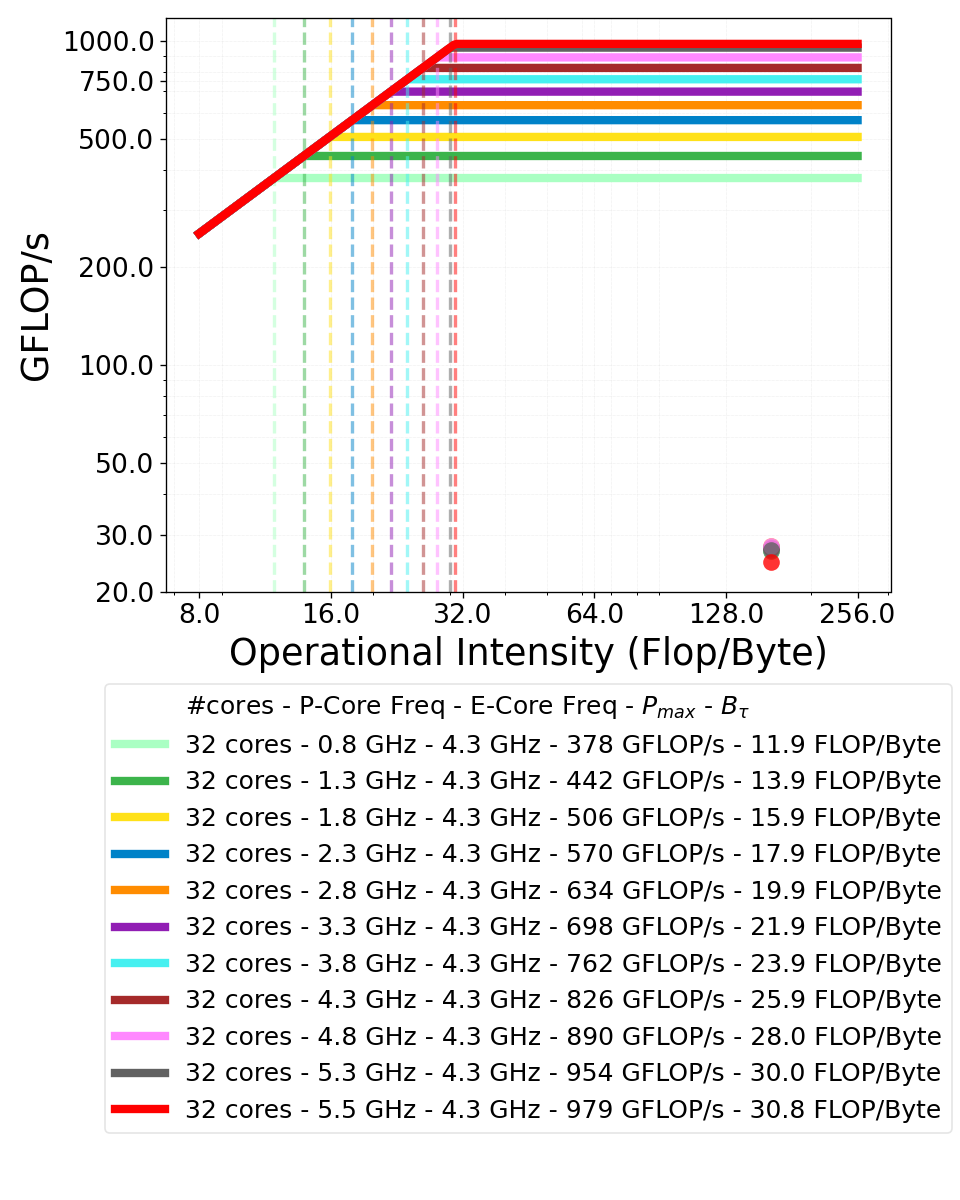 1000.0
750.0
500.0
200.0
100.0
50.0
30.0
20.0
GFLOP/s
8.0 16.0 32.0 64.0 128.0 256.0
Operational Intensity (Flop/Byte)
#cores - P-Core Freq - E-Core Freq - Pmax - Bτ
32 cores - 0.8 GHz - 4.3 GHz - 378 GFLOP/s - 11.9 FLOP/Byte
32 cores - 1.3 GHz - 4.3 GHz - 442 GFLOP/s - 13.9 FLOP/Byte
32 cores - 1.8 GHz - 4.3 GHz - 506 GFLOP/s - 15.9 FLOP/Byte
32 cores - 2.3 GHz - 4.3 GHz - 570 GFLOP/s - 17.9 FLOP/Byte
32 cores - 2.8 GHz - 4.3 GHz - 634 GFLOP/s - 19.9 FLOP/Byte
32 cores - 3.3 GHz - 4.3 GHz - 698 GFLOP/s - 21.9 FLOP/Byte
32 cores - 3.8 GHz - 4.3 GHz - 762 GFLOP/s - 23.9 FLOP/Byte
32 cores - 4.3 GHz - 4.3 GHz - 826 GFLOP/s - 25.9 FLOP/Byte
32 cores - 4.8 GHz - 4.3 GHz - 890 GFLOP/s - 28.0 FLOP/Byte
32 cores - 5.3 GHz - 4.3 GHz - 954 GFLOP/s - 30.0 FLOP/Byte
32 cores - 5.5 GHz - 4.3 GHz - 979 GFLOP/s - 30.8 FLOP/Byte